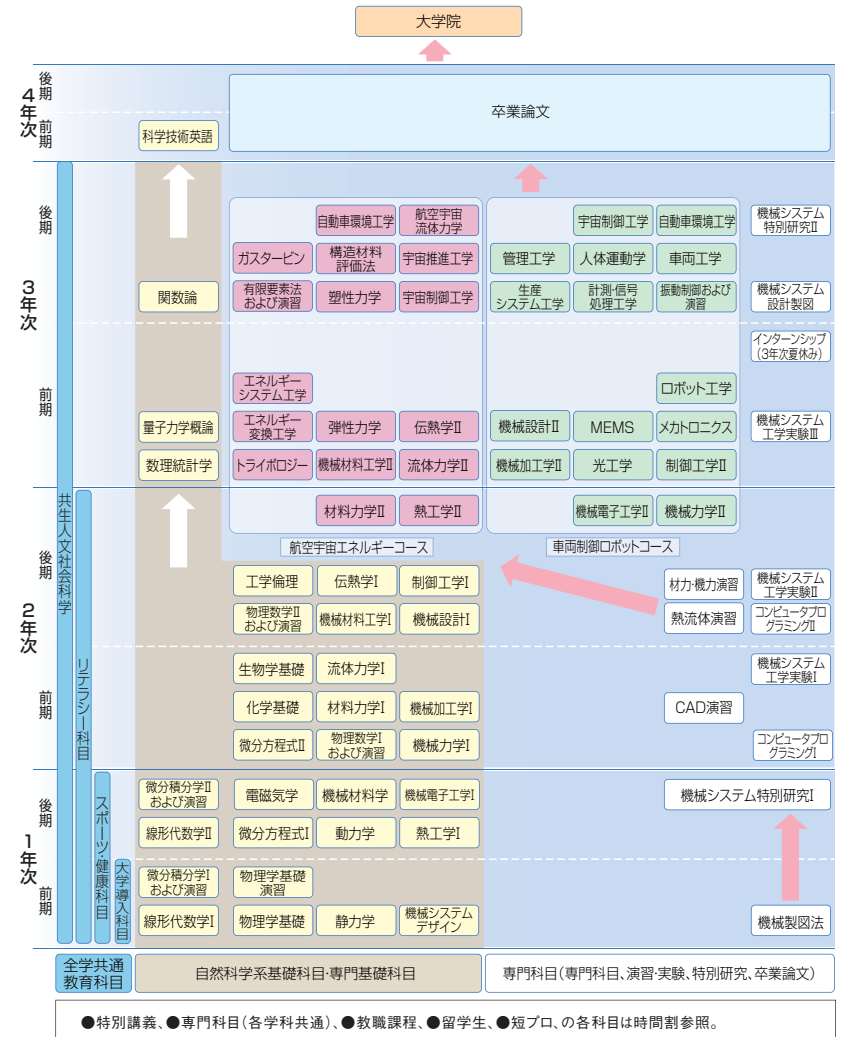 大学院
4年次
後期
前期
卒業論文
科学技術英語
3年次
後期
自動車環境工学
航空宇宙
流体力学
宇宙制御工学
自動車環境工学
機械システム
特別研究II
ガスタービン
構造材料
評価法
宇宙推進工学
管理工学
人体運動学
車両工学
関数論
有限要素法
および演習
塑性力学
宇宙制御工学
生産
システム工学
計測・信号
処理工学
振動制御および
演習
機械システム
設計製図
前期
インターンシップ
(3年次夏休み)
エネルギー
システム工学
ロボット工学
量子力学概論
エネルギー
変換工学
弾性力学
伝熱学II
機械設計II
MEMS
メカトロニクス
機械システム
工学実験III
数理統計学
トライボロジー
機械材料工学II
流体力学II
機械加工学II
光工学
制御工学II
2年次
後期
材料力学II
熱工学II
機械電子工学II
機械力学II
航空宇宙エネルギーコース
車両制御ロボットコース
工学倫理
伝熱学I
制御工学I
材力・機力演習
機械システム
工学実験II
物理数学II
および演習
機械材料工学I
機械設計I
熱流体演習
コンピュータプロ
グラミングII
前期
生物学基礎
流体力学I
機械システム
工学実験I
化学基礎
材料力学I
機械加工学I
CAD演習
微分方程式II
物理数学I
および演習
機械力学I
コンピュータプロ
グラミングI
1年次
後期
微分積分学II
および演習
電磁気学
機械材料学
機械電子工学I
機械システム特別研究I
線形代数学II
微分方程式I
動力学
熱工学I
前期
微分積分学I
および演習
物理学基礎
演習
線形代数学I
物理学基礎
静力学
機械システム
デザイン
機械製図法
共生人文社会科学
リテラシー科目
スポーツ・健康科目
大学導入科目
全学共通
教育科目
自然科学系基礎科目・専門基礎科目
専門科目(専門科目、演習・実験、特別研究、卒業論文)
●特別講義、●専門科目(各学科共通)、●教職課程、●留学生、●短プロ、の各科目は時間割参照。